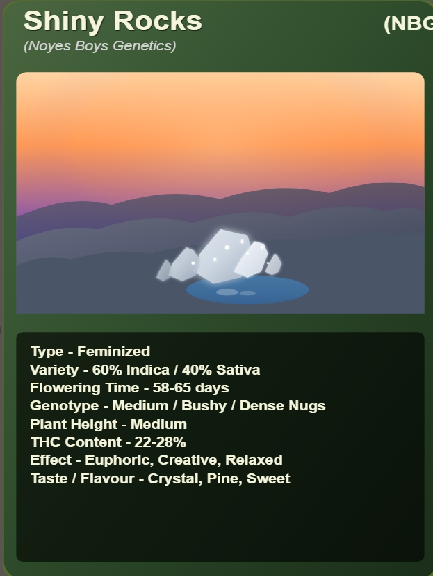 Shiny Rocks
(NBG
(Noyes Boys Genetics)
Type - Feminized
Variety - 60% Indica / 40% Sativa
Flowering Time - 58-65 days
Genotype - Medium / Bushy / Dense Nugs
Plant Height - Medium
THC Content - 22-28%
Effect - Euphoric, Creative, Relaxed
Taste / Flavour - Crystal, Pine, Sweet